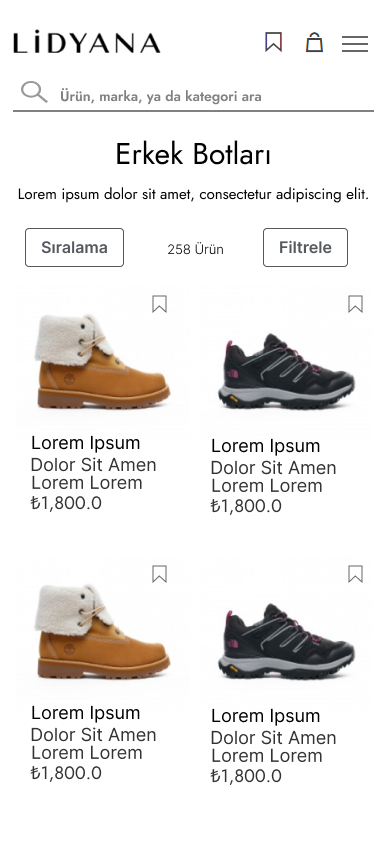 LİDYANA
Ürün, marka, ya da kategori ara
Erkek Botları
Lorem ipsum dolor sit amet, consectetur adipiscing elit.
Sıralama
258 Ürün
Filtrele
Lorem Ipsum
Dolor Sit Amen
Lorem Lorem
₺1,800.0
Lorem Ipsum
Dolor Sit Amen
Lorem Lorem
₺1,800.0
Lorem Ipsum
Dolor Sit Amen
Lorem Lorem
₺1,800.0
Lorem Ipsum
Dolor Sit Amen
Lorem Lorem
₺1,800.0